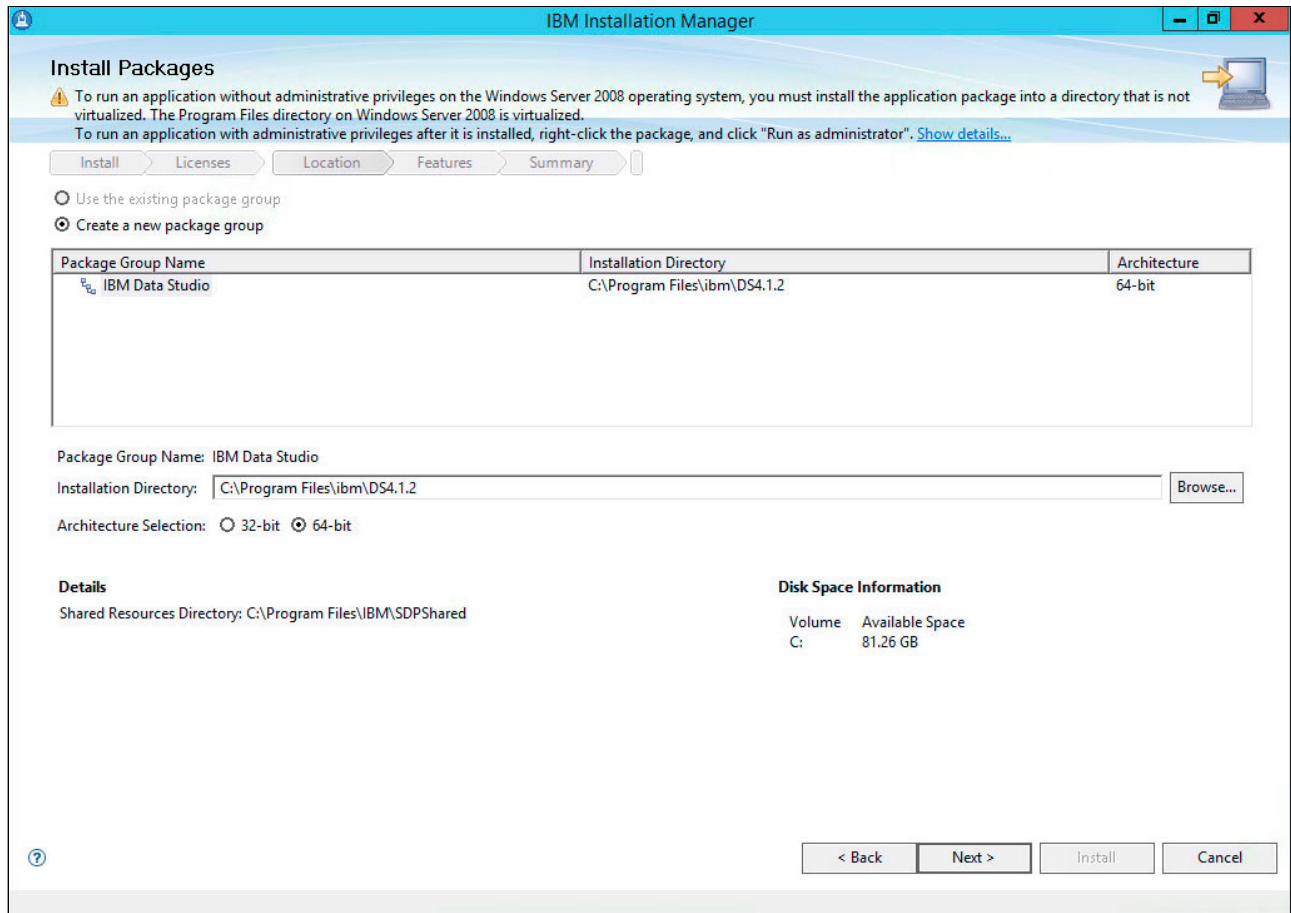 IBM Installation Manager
Install Packages
To run an application without administrative privileges on the Windows Server 2008 operating system, you must install the application package into a directory that is not
virtualized. The Program Files directory on Windows Server 2008 is virtualized.
To run an application with administrative privileges after it is installed, right-click the package, and click "Run as administrator". Show details...
Install Licenses Location Features Summary
Use the existing package group
Create a new package group
Package Group Name Installation Directory Architecture
IBM Data Studio C:\Program Files\ibm\DS4.1.2 64-bit
Package Group Name: IBM Data Studio
Installation Directory: C:\Program Files\ibm\DS4.1.2 Browse...
Architecture Selection: 32-bit 64-bit
Details Disk Space Information
Shared Resources Directory: C:\Program Files\IBM\SDPShared
Volume Available Space
C: 81.26 GB
? < Back Next > Install Cancel